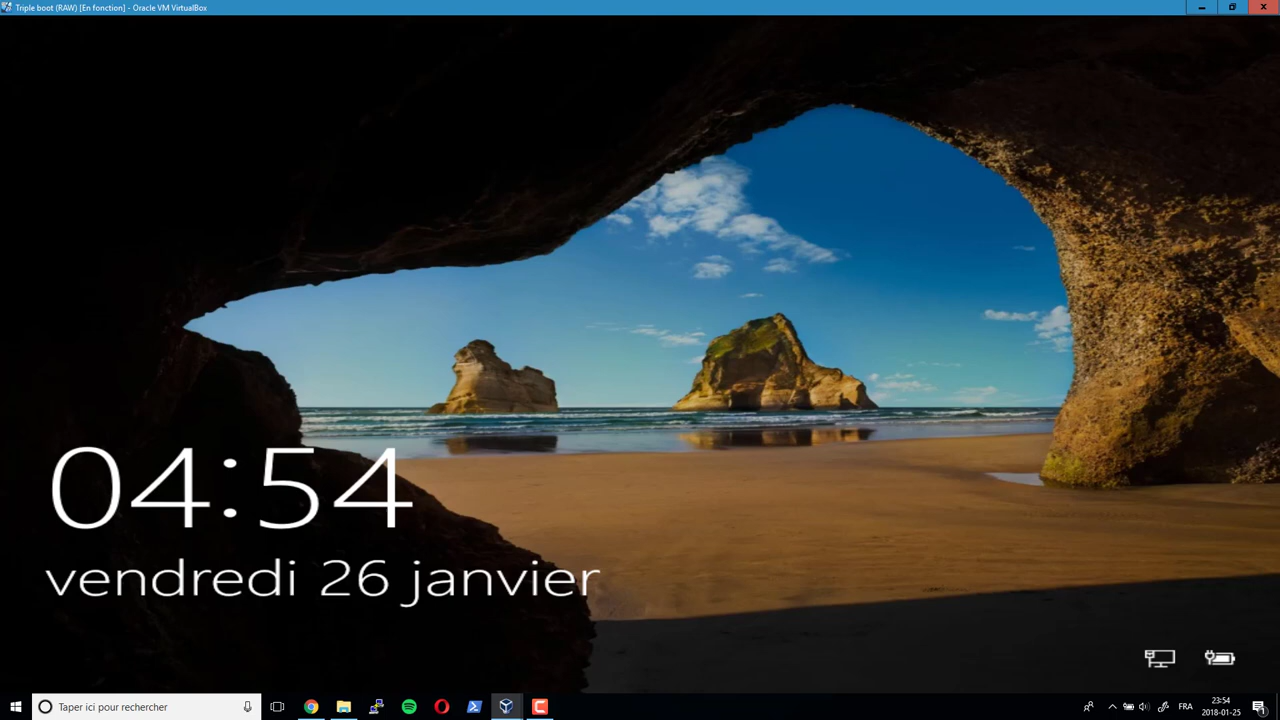 Triple boot (RAW) [En fonction] - Oracle VM VirtualBox
04:54
vendredi 26 janvier
Taper ici pour rechercher
FRA
23:54
2018-01-25
1